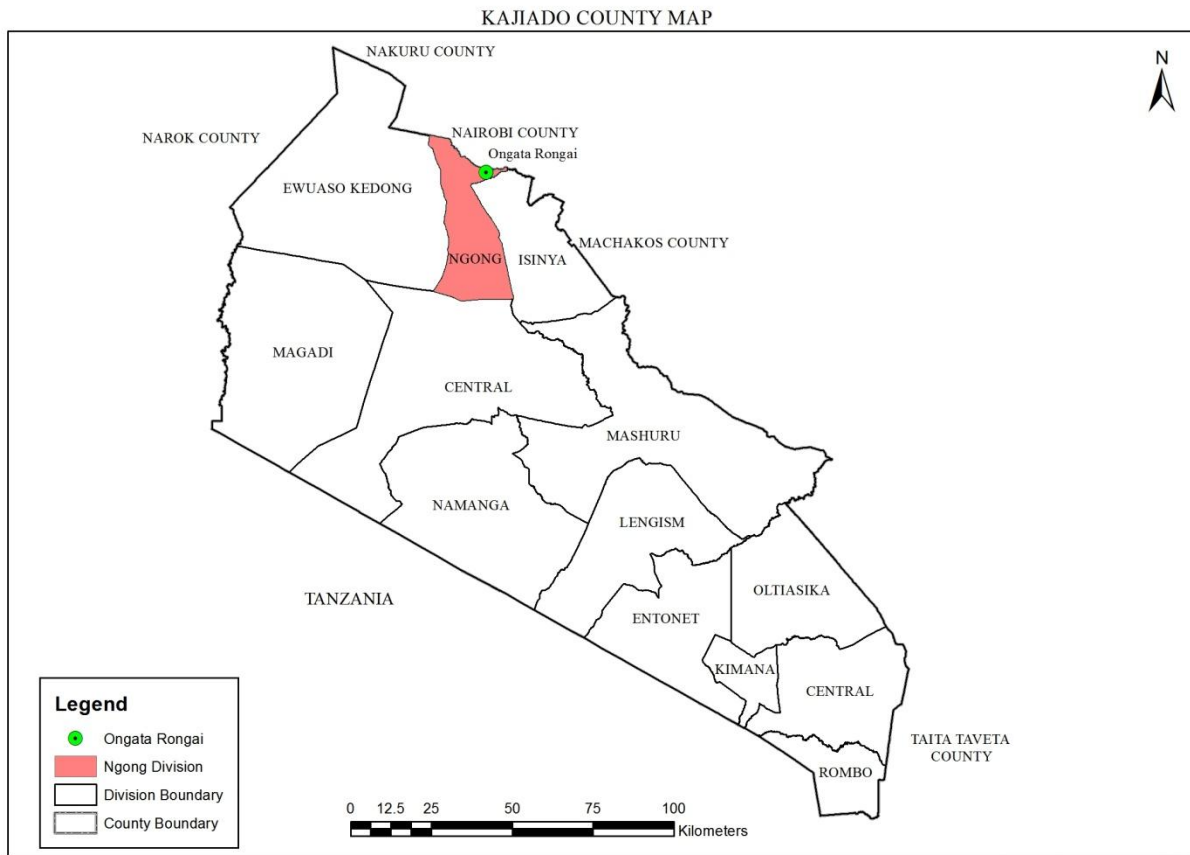 KAJIADO COUNTY MAP
NAKURU COUNTY
N
NAROK COUNTY
NAIROBI COUNTY
Ongata Rongai
EWUASO KEDONG
MACHAKOS COUNTY
NGONG
ISINYA
MAGADI
CENTRAL
MASHURU
NAMANGA
LENGISM
OLTIASIKA
TANZANIA
ENTONET
KIMANA
CENTRAL
TAITA TAVETA
COUNTY
ROMBO
Legend
Ongata Rongai
Ngong Division
Division Boundary
County Boundary
0 12.5 25 50 75 100
Kilometers